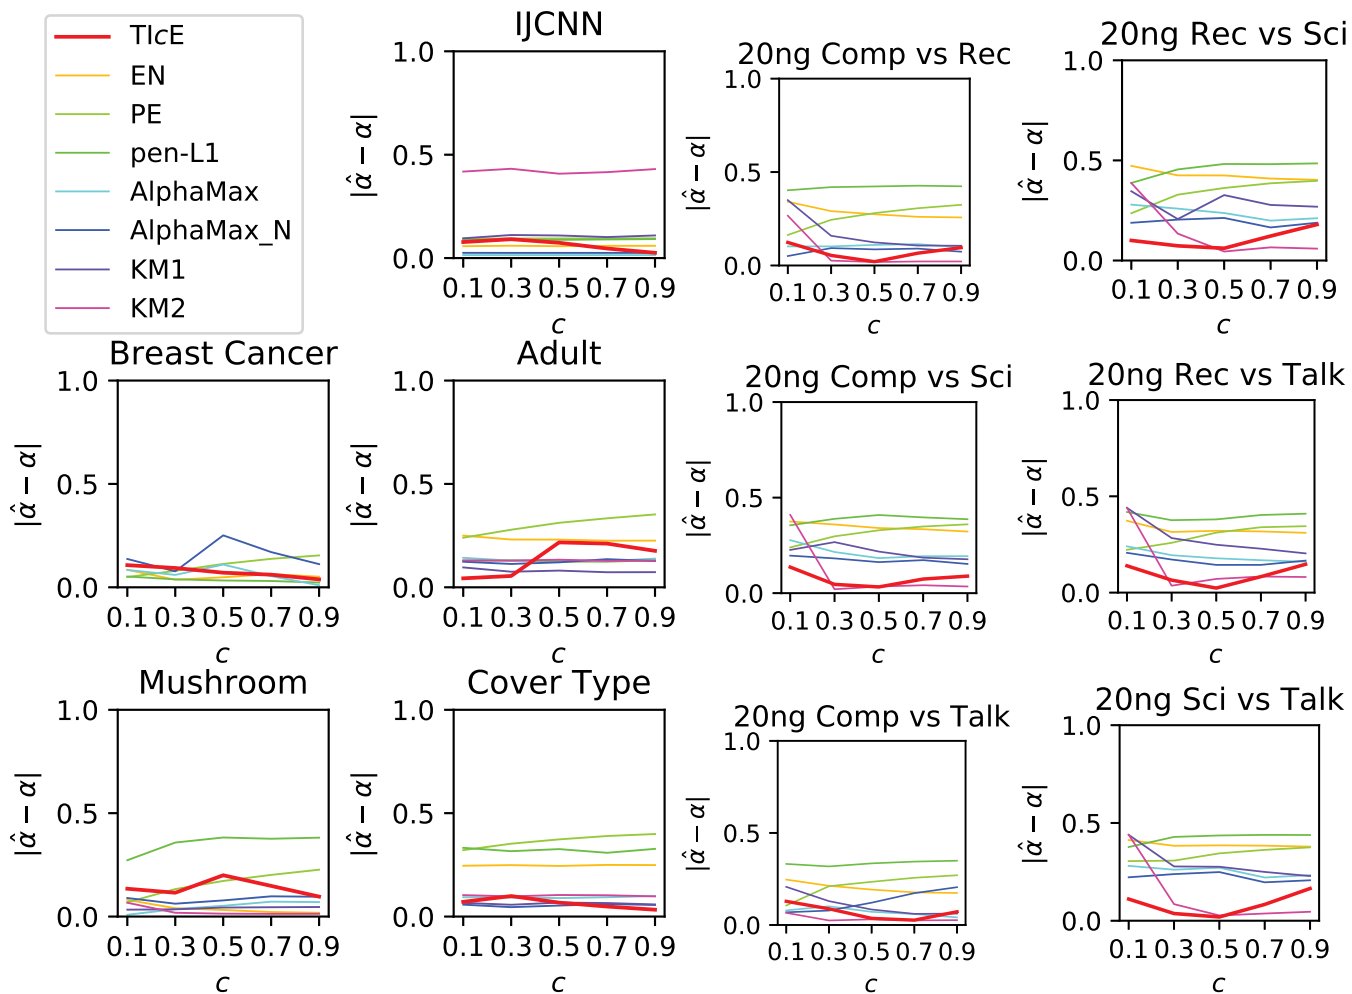 TIcE
EN
PE
pen-L1
AlphaMax
AlphaMax_N
KM1
KM2
IJCNN
1.0
0.5
0.0
|α̂ − α|
0.1 0.3 0.5 0.7 0.9
c
20ng Comp vs Rec
1.0
0.5
0.0
|α̂ − α|
0.1 0.3 0.5 0.7 0.9
c
20ng Rec vs Sci
1.0
0.5
0.0
|α̂ − α|
0.1 0.3 0.5 0.7 0.9
c
Breast Cancer
1.0
0.5
0.0
|α̂ − α|
0.1 0.3 0.5 0.7 0.9
c
Adult
1.0
0.5
0.0
|α̂ − α|
0.1 0.3 0.5 0.7 0.9
c
20ng Comp vs Sci
1.0
0.5
0.0
|α̂ − α|
0.1 0.3 0.5 0.7 0.9
c
20ng Rec vs Talk
1.0
0.5
0.0
|α̂ − α|
0.1 0.3 0.5 0.7 0.9
c
Mushroom
1.0
0.5
0.0
|α̂ − α|
0.1 0.3 0.5 0.7 0.9
c
Cover Type
1.0
0.5
0.0
|α̂ − α|
0.1 0.3 0.5 0.7 0.9
c
20ng Comp vs Talk
1.0
0.5
0.0
|α̂ − α|
0.1 0.3 0.5 0.7 0.9
c
20ng Sci vs Talk
1.0
0.5
0.0
|α̂ − α|
0.1 0.3 0.5 0.7 0.9
c